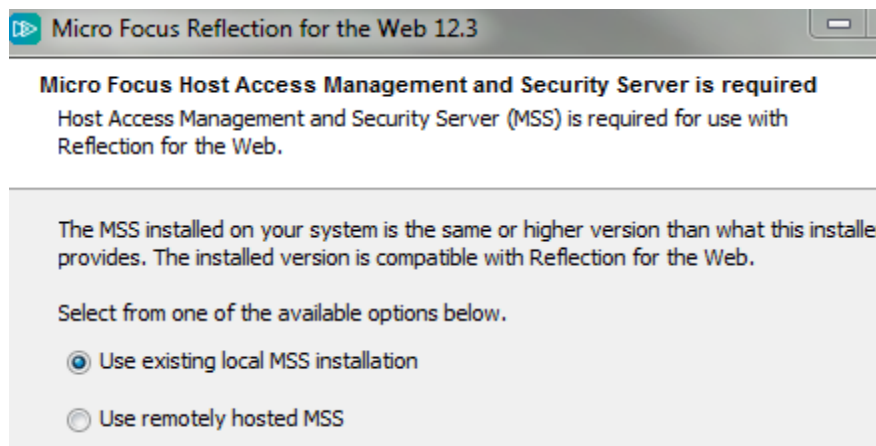 Micro Focus Reflection for the Web 12.3
Micro Focus Host Access Management and Security Server is required
Host Access Management and Security Server (MSS) is required for use with
Reflection for the Web.
The MSS installed on your system is the same or higher version than what this installe
provides. The installed version is compatible with Reflection for the Web.
Select from one of the available options below.
Use existing local MSS installation
Use remotely hosted MSS